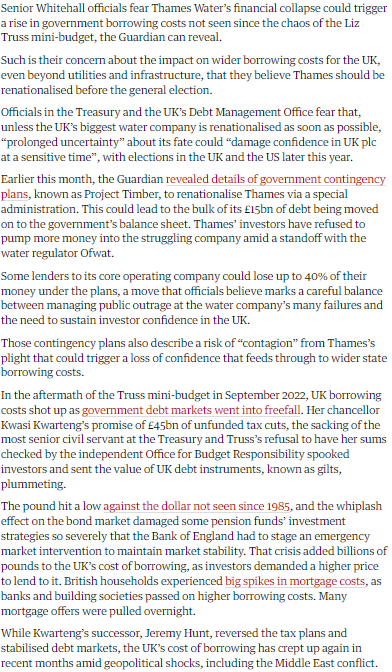 Senior Whitehall officials fear Thames Water's financial collapse could trigger
a rise in government borrowing costs not seen since the chaos of the Liz
Truss mini-budget, the Guardian can reveal.
Such is their concern about the impact on wider borrowing costs for the UK,
even beyond utilities and infrastructure, that they believe Thames should be
renationalised before the general election.
Officials in the Treasury and the UK's Debt Management Office fear that,
unless the UK's biggest water company is renationalised as soon as possible,
“prolonged uncertainty” about its fate could “damage confidence in UK plc
at a sensitive time”, with elections in the UK and the US later this year.
Earlier this month, the Guardian revealed details of government contingency
plans, known as Project Timber, to renationalise Thames via a special
administration. This could lead to the bulk of its £15bn of debt being moved
on to the government's balance sheet. Thames' investors have refused to
pump more money into the struggling company amid a standoff with the
water regulator Ofwat.
Some lenders to its core operating company could lose up to 40% of their
money under the plans, a move that officials believe marks a careful balance
between managing public outrage at the water company's many failures and
the need to sustain investor confidence in the UK.
Those contingency plans also describe a risk of “contagion” from Thames's
plight that could trigger a loss of confidence that feeds through to wider state
borrowing costs.
In the aftermath of the Truss mini-budget in September 2022, UK borrowing
costs shot up as government debt markets went into freefall. Her chancellor
Kwasi Kwarteng's promise of £45bn of unfunded tax cuts, the sacking of the
most senior civil servant at the Treasury and Truss's refusal to have her sums
checked by the independent Office for Budget Responsibility spooked
investors and sent the value of UK debt instruments, known as gilts,
plummeting.
The pound hit a low against the dollar not seen since 1985, and the whiplash
effect on the bond market damaged some pension funds' investment
strategies so severely that the Bank of England had to stage an emergency
market intervention to maintain market stability. That crisis added billions of
pounds to the UK's cost of borrowing, as investors demanded a higher price
to lend to it. British households experienced big spikes in mortgage costs, as
banks and building societies passed on higher borrowing costs. Many
mortgage offers were pulled overnight.
While Kwarteng's successor, Jeremy Hunt, reversed the tax plans and
stabilised debt markets, the UK's cost of borrowing has crept up again in
recent months amid geopolitical shocks, including the Middle East conflict.